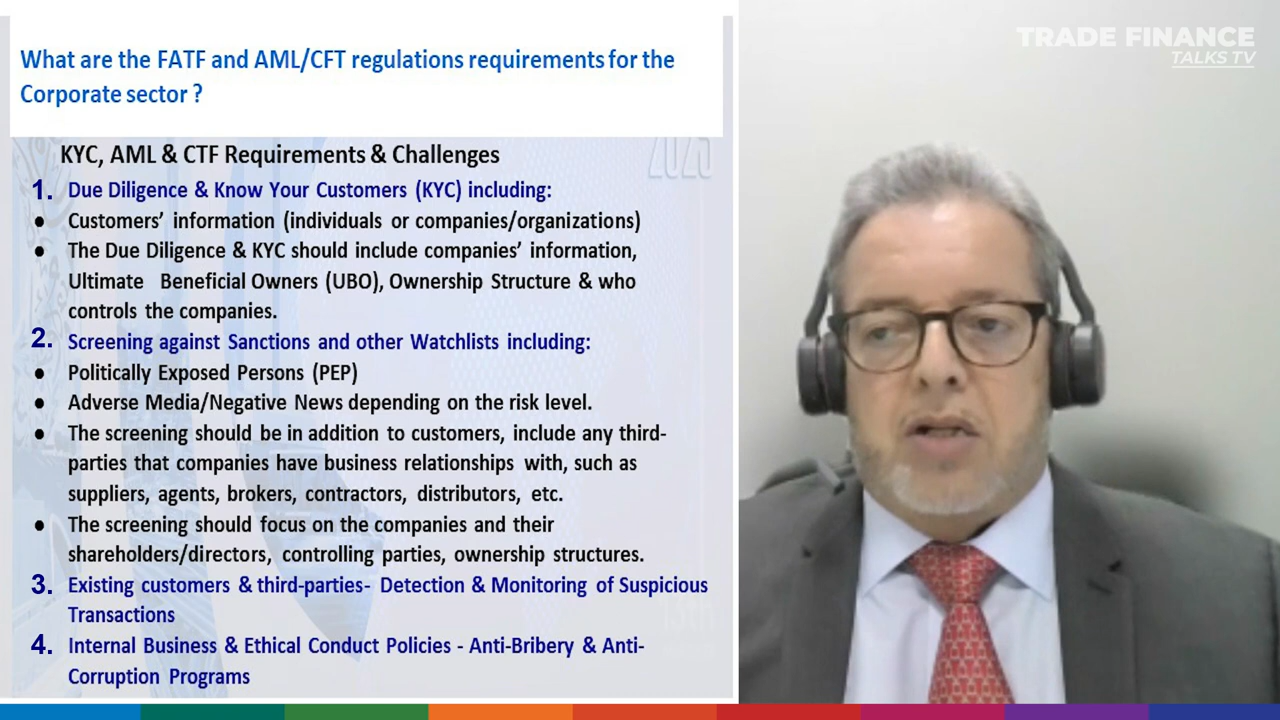 What are the FATF and AML/CFT regulations requirements for the
Corporate sector ?
KYC, AML & CTF Requirements & Challenges
1. Due Diligence & Know Your Customers (KYC) including:
● Customers' information (individuals or companies/organizations)
● The Due Diligence & KYC should include companies' information,
Ultimate Beneficial Owners (UBO), Ownership Structure & who
controls the companies.
2. Screening against Sanctions and other Watchlists including:
● Politically Exposed Persons (PEP)
● Adverse Media/Negative News depending on the risk level.
● The screening should be in addition to customers, include any third-
parties that companies have business relationships with, such as
suppliers, agents, brokers, contractors, distributors, etc.
● The screening should focus on the companies and their
shareholders/directors, controlling parties, ownership structures.
3. Existing customers & third-parties- Detection & Monitoring of Suspicious
Transactions
4. Internal Business & Ethical Conduct Policies - Anti-Bribery & Anti-
Corruption Programs
TRADE FINANCE
TALKS TV